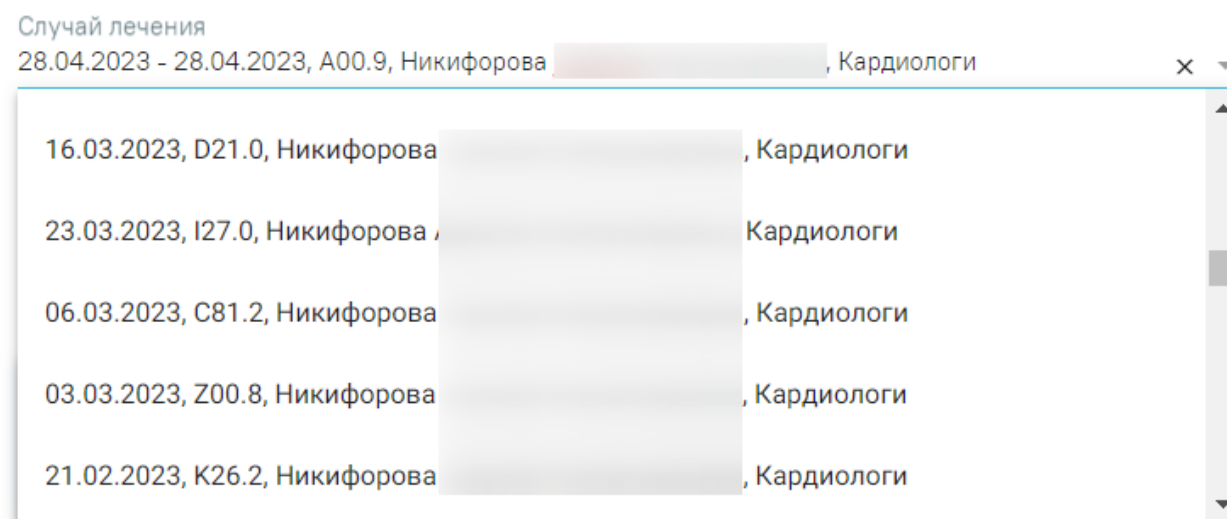 Случай лечения
28.04.2023 - 28.04.2023, A00.9, Никифорова , Кардиологи
16.03.2023, D21.0, Никифорова , Кардиологи
23.03.2023, I27.0, Никифорова Кардиологи
06.03.2023, C81.2, Никифорова , Кардиологи
03.03.2023, Z00.8, Никифорова , Кардиологи
21.02.2023, K26.2, Никифорова , Кардиологи